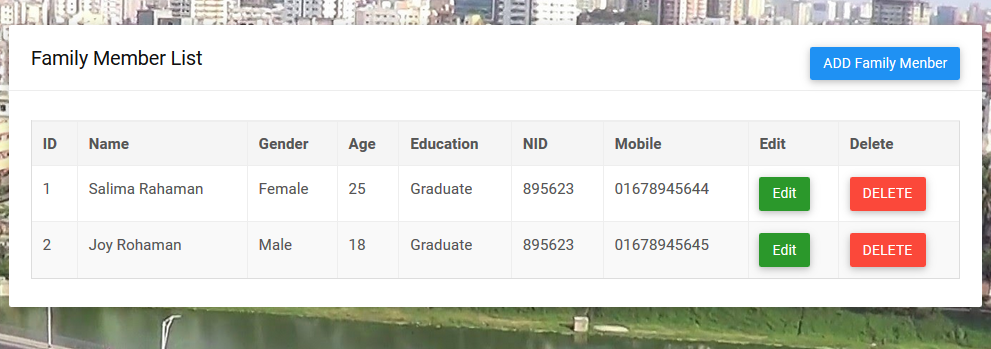 Family Member List
ADD Family Menber
ID Name Gender Age Education NID Mobile Edit Delete
1 Salima Rahaman Female 25 Graduate 895623 01678945644 Edit DELETE
2 Joy Rohaman Male 18 Graduate 895623 01678945645 Edit DELETE